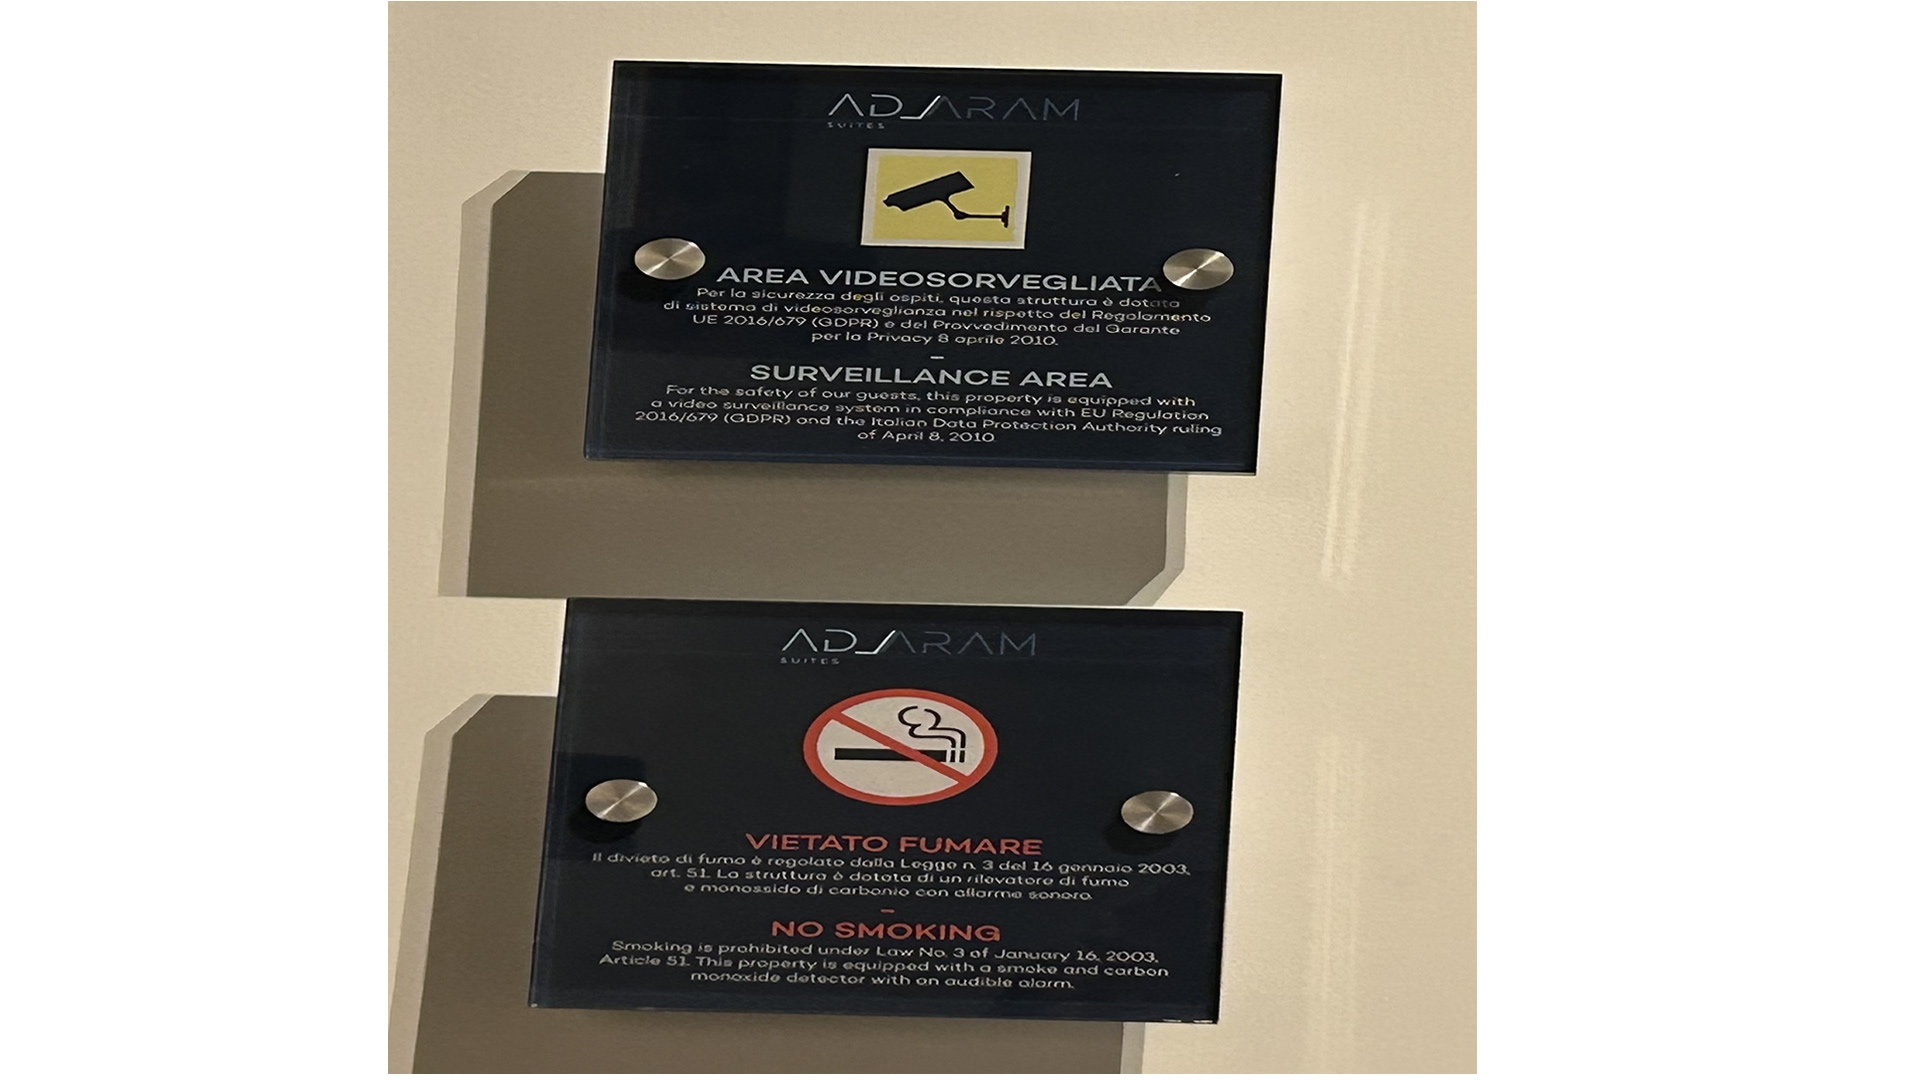 ADJARAM
SUITES
AREA VIDEOSORVEGLIATA
Per la sicurezza degli ospiti, questa struttura è dotata
di sistema di videosorveglianza nel rispetto del Regolamento
UE 2016/679 (GDPR) e del Provvedimento del Garante
per la Privacy 8 aprile 2010.
–
SURVEILLANCE AREA
For the safety of our guests, this property is equipped with
a video surveillance system in compliance with EU Regulation
2016/679 (GDPR) and the Italian Data Protection Authority ruling
of April 8, 2010.
ADJARAM
SUITES
VIETATO FUMARE
Il divieto di fumo è regolato dalla Legge n. 3 del 16 gennaio 2003,
art. 51. La struttura è dotata di un rilevatore di fumo
e monossido di carbonio con allarme sonoro.
–
NO SMOKING
Smoking is prohibited under Law No. 3 of January 16, 2003,
Article 51. This property is equipped with a smoke and carbon
monoxide detector with an audible alarm.